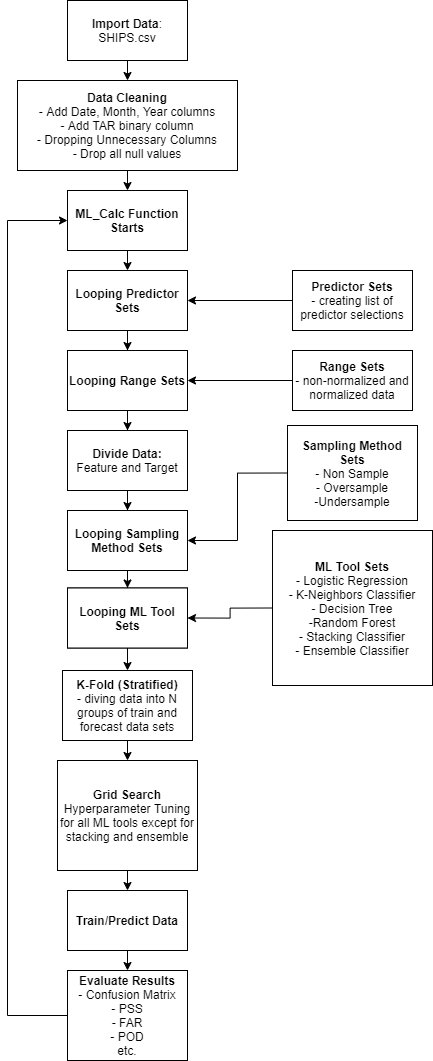 Import Data:
SHIPS.csv
Data Cleaning
- Add Date, Month, Year columns
- Add TAR binary column
- Dropping Unnecessary Columns
- Drop all null values
ML_Calc Function
Starts
Looping Predictor
Sets
Predictor Sets
- creating list of
predictor selections
Looping Range Sets
Range Sets
- non-normalized and
normalized data
Divide Data:
Feature and Target
Sampling Method
Sets
- Non Sample
- Oversample
-Undersample
Looping Sampling
Method Sets
ML Tool Sets
- Logistic Regression
- K-Neighbors Classifier
- Decision Tree
-Random Forest
- Stacking Classifier
- Ensemble Classifier
Looping ML Tool
Sets
K-Fold (Stratified)
- diving data into N
groups of train and
forecast data sets
Grid Search
Hyperparameter Tuning
for all ML tools except for
stacking and ensemble
Train/Predict Data
Evaluate Results
- Confusion Matrix
- PSS
- FAR
- POD
etc.